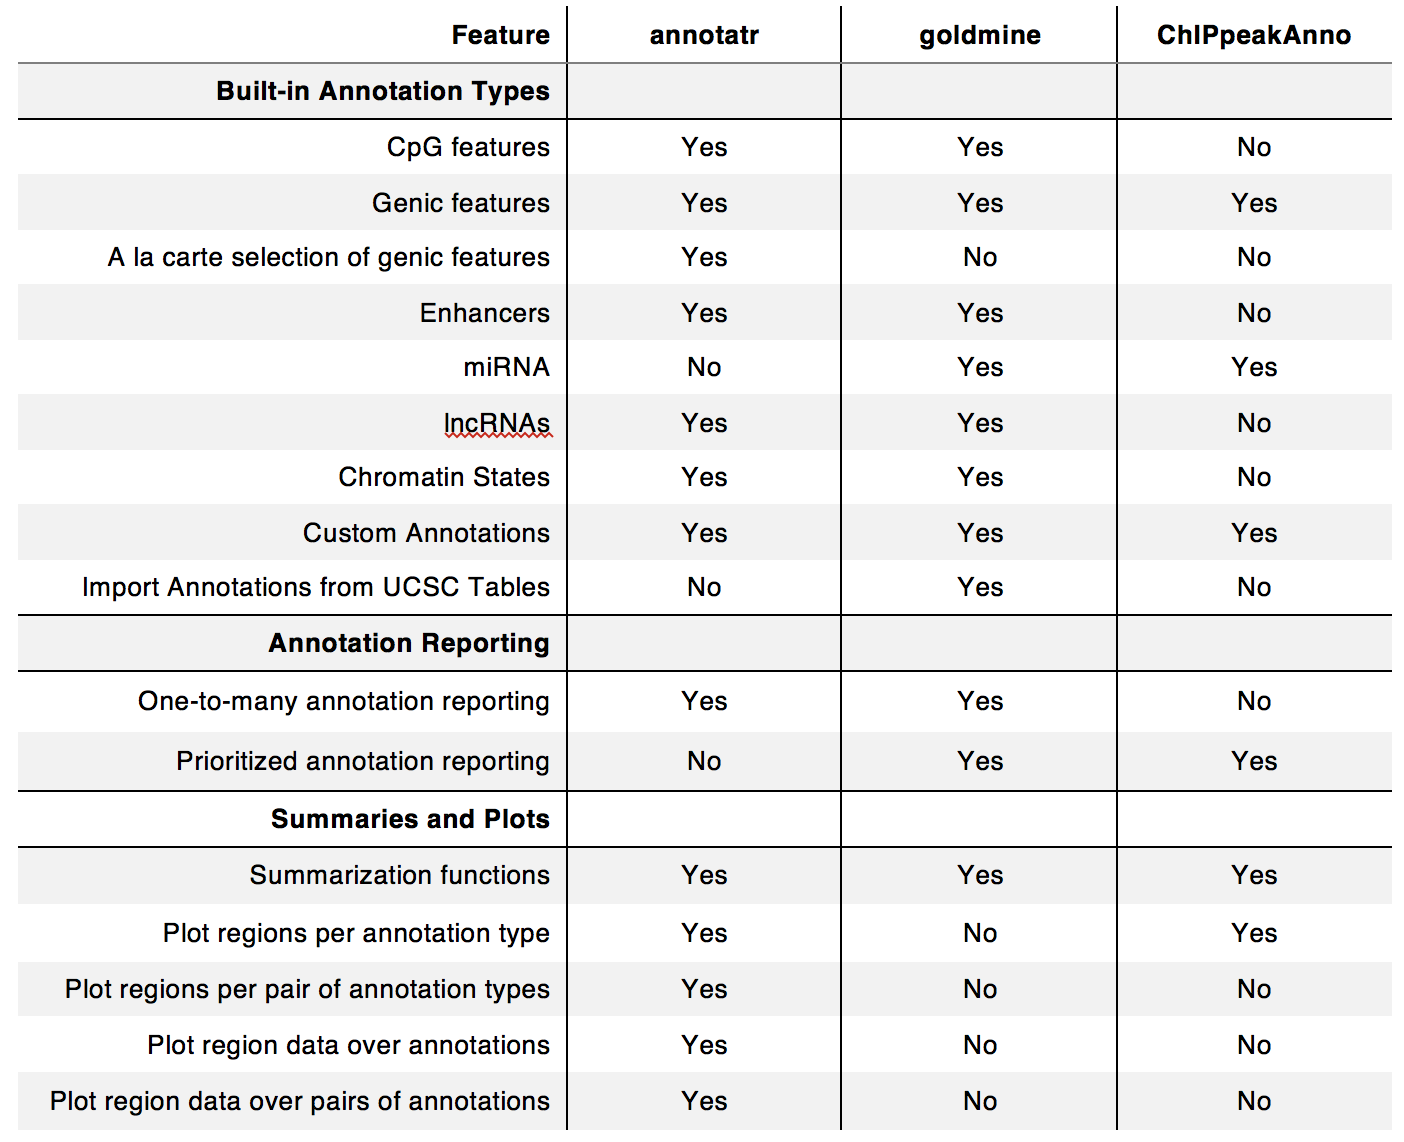 Feature annotatr goldmine ChIPpeakAnno
Built-in Annotation Types
CpG features Yes Yes No
Genic features Yes Yes Yes
A la carte selection of genic features Yes No No
Enhancers Yes Yes No
miRNA No Yes Yes
lncRNAs Yes Yes No
Chromatin States Yes Yes No
Custom Annotations Yes Yes Yes
Import Annotations from UCSC Tables No Yes No
Annotation Reporting
One-to-many annotation reporting Yes Yes No
Prioritized annotation reporting No Yes Yes
Summaries and Plots
Summarization functions Yes Yes Yes
Plot regions per annotation type Yes No Yes
Plot regions per pair of annotation types Yes No No
Plot region data over annotations Yes No No
Plot region data over pairs of annotations Yes No No